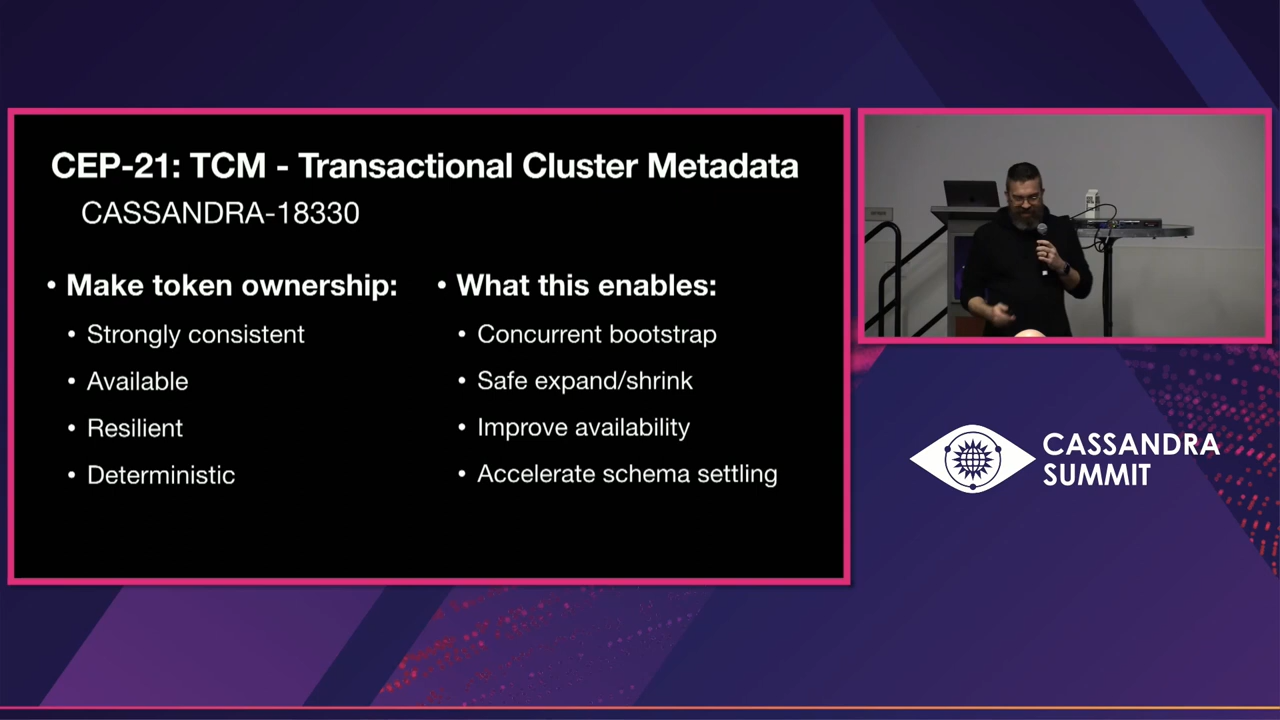 CEP-21: TCM - Transactional Cluster Metadata
CASSANDRA-18330
• Make token ownership:
• Strongly consistent
• Available
• Resilient
• Deterministic
• What this enables:
• Concurrent bootstrap
• Safe expand/shrink
• Improve availability
• Accelerate schema settling
CASSANDRA
SUMMIT